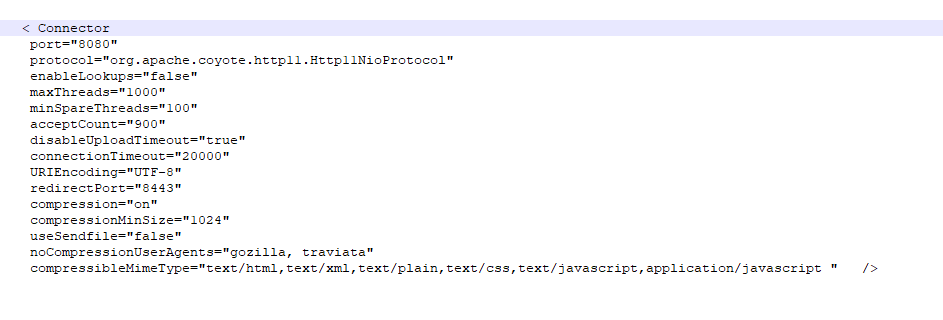 < Connector
port="8080"
protocol="org.apache.coyote.http11.Http11NioProtocol"
enableLookups="false"
maxThreads="1000"
minSpareThreads="100"
acceptCount="900"
disableUploadTimeout="true"
connectionTimeout="20000"
URIEncoding="UTF-8"
redirectPort="8443"
compression="on"
compressionMinSize="1024"
useSendfile="false"
noCompressionUserAgents="gozilla, traviata"
compressibleMimeType="text/html,text/xml,text/plain,text/css,text/javascript,application/javascript "   />